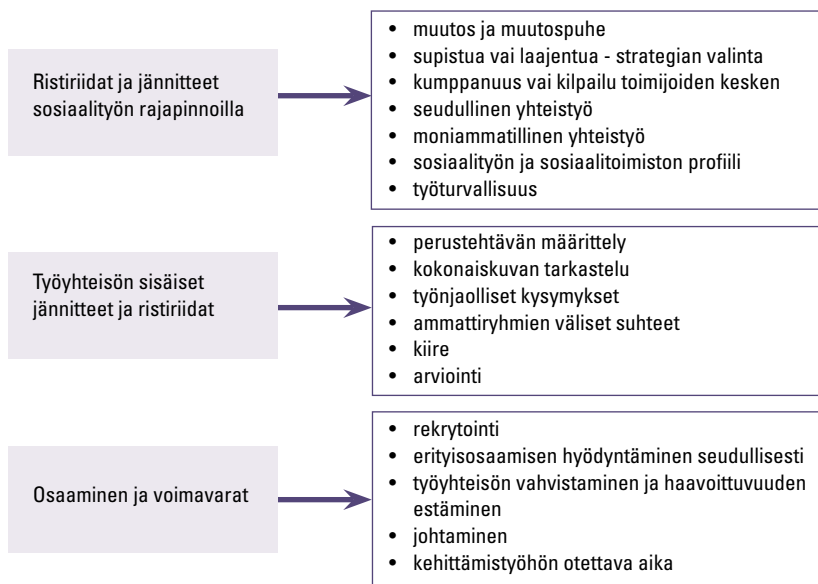 Ristiriidat ja jännitteet
sosiaalityön rajapinnoilla
• muutos ja muutospuhe
• supistua vai laajentua - strategian valinta
• kumppanuus vai kilpailu toimijoiden kesken
• seudullinen yhteistyö
• moniammatillinen yhteistyö
• sosiaalityön ja sosiaalitoimiston profiili
• työturvallisuus
Työyhteisön sisäiset
jännitteet ja ristiriidat
• perustehtävän määrittely
• kokonaiskuvan tarkastelu
• työnjaolliset kysymykset
• ammattiryhmien väliset suhteet
• kiire
• arviointi
Osaaminen ja voimavarat
• rekrytointi
• erityisosaamisen hyödyntäminen seudullisesti
• työyhteisön vahvistaminen ja haavoittuvuuden
estäminen
• johtaminen
• kehittämistyöhön otettava aika